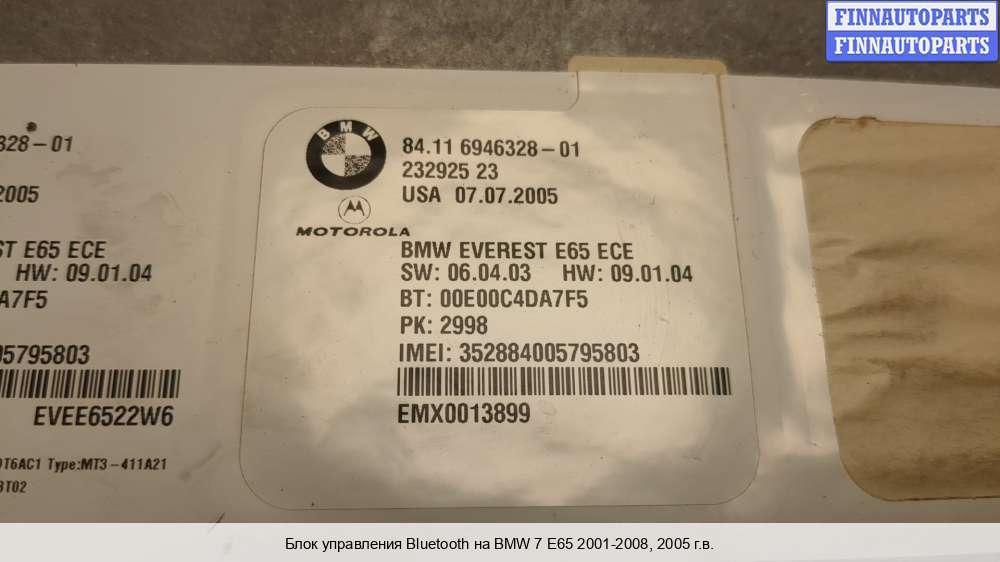 FINNAUTOPARTS
FINNAUTOPARTS
328-01
2005
ST E65 ECE
HW: 09.01.04
A7F5
05795803
EVEE6522W6
OT6AC1 Type:MT3-411A21
BT02
BMW
84.11 6946328-01
232925 23
USA 07.07.2005
MOTOROLA
BMW EVEREST E65 ECE
SW: 06.04.03 HW: 09.01.04
BT: 00E00C4DA7F5
PK: 2998
IMEI: 352884005795803
EMX0013899
Блок управления Bluetooth на BMW 7 E65 2001-2008, 2005 г.в.